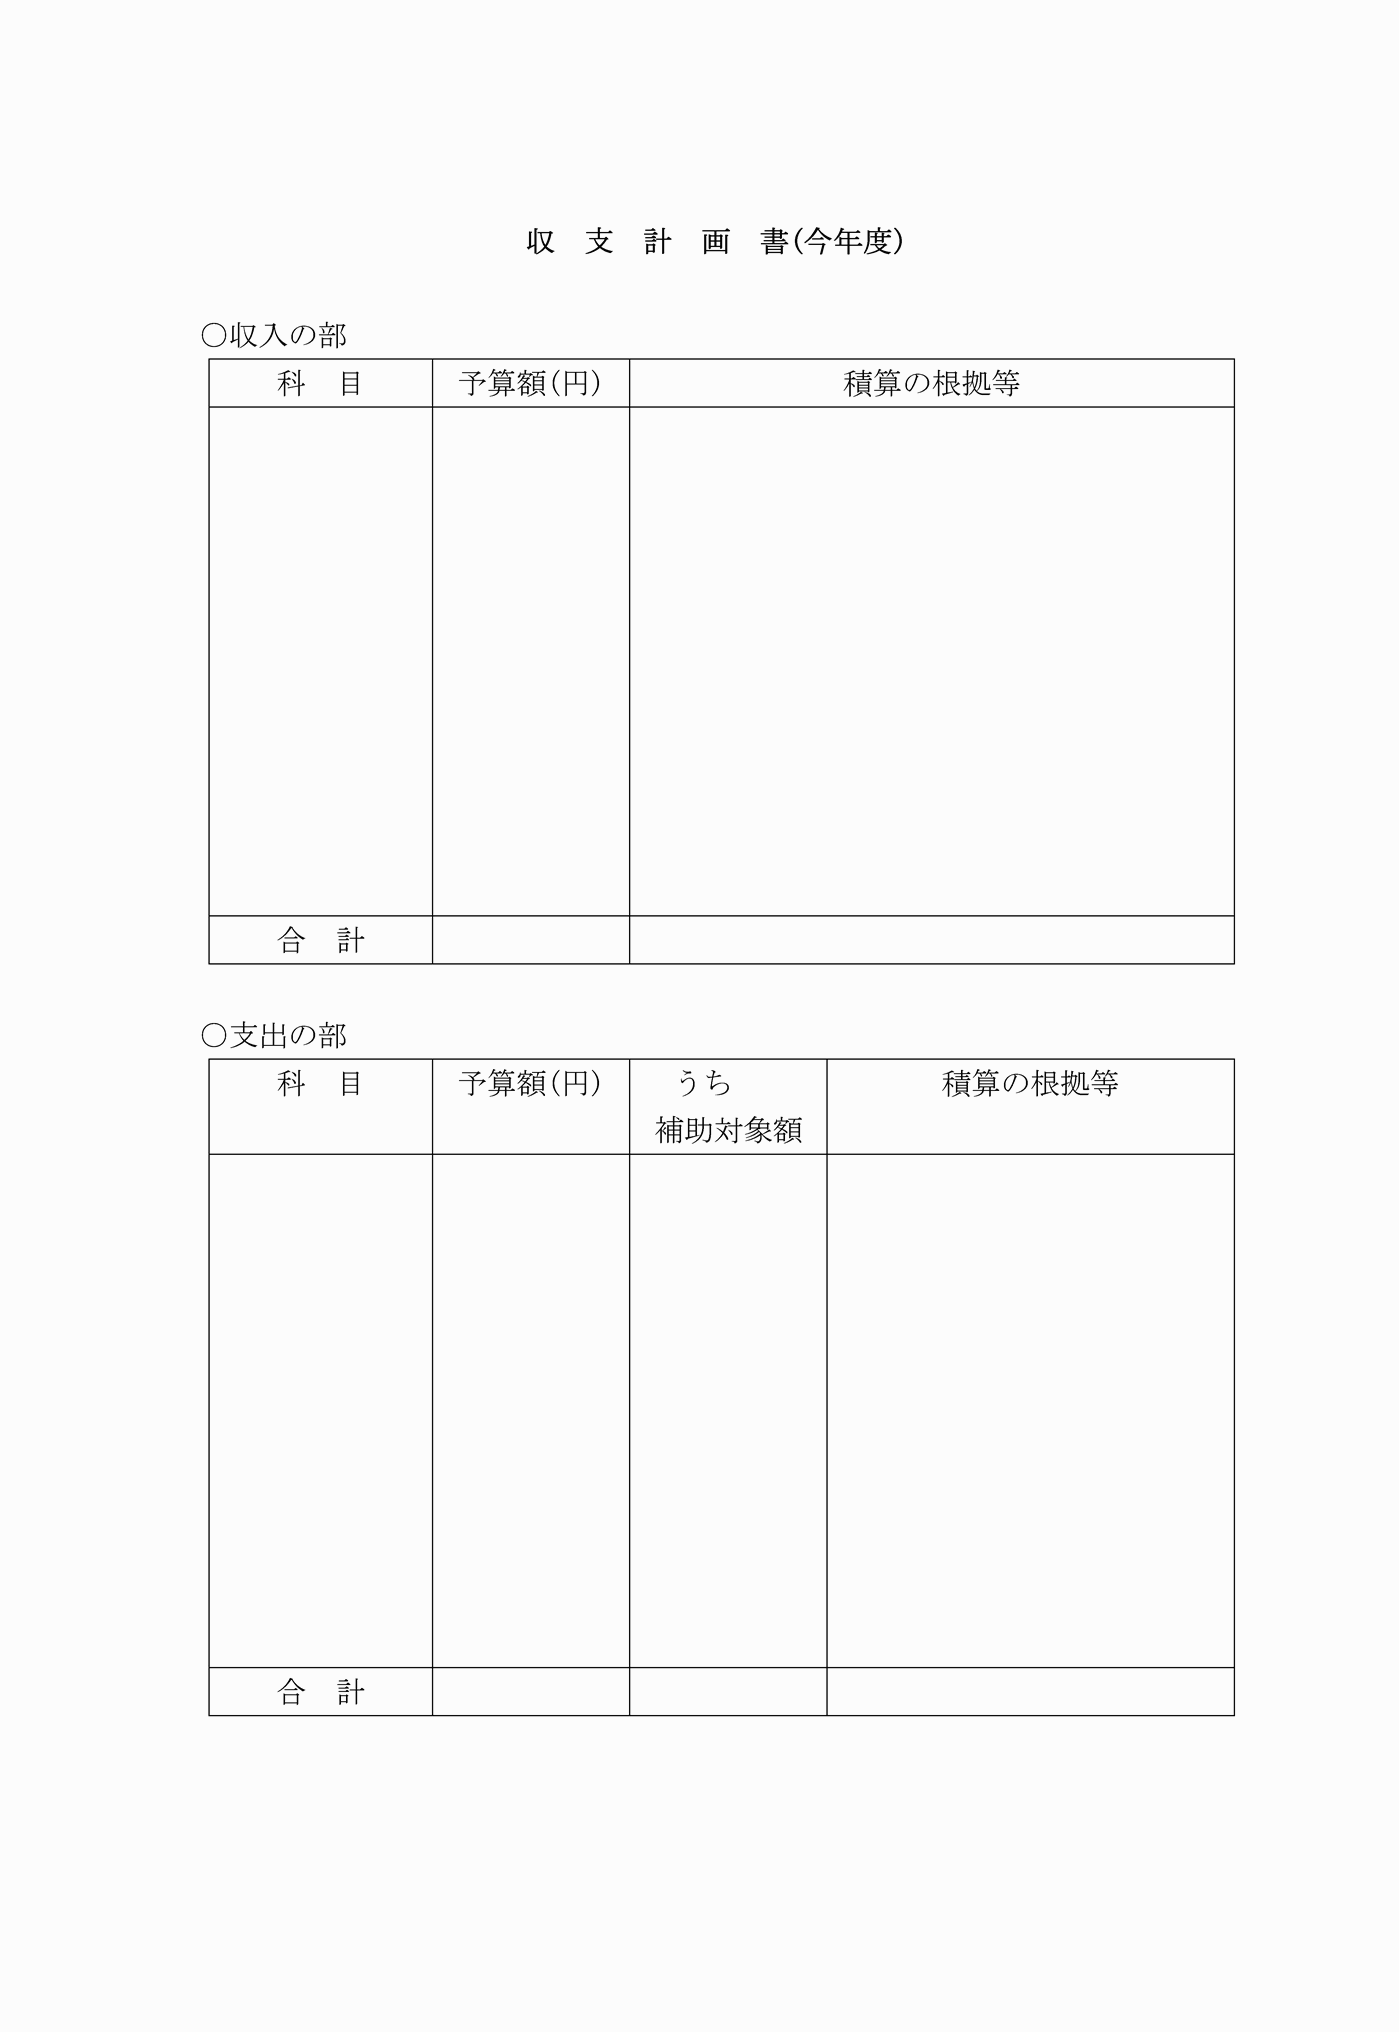 収　支　計　画　書(今年度)
〇収入の部
科　目　予算額(円)　積算の根拠等
合　計
〇支出の部
科　目　予算額(円)　うち　積算の根拠等
補助対象額
合　計